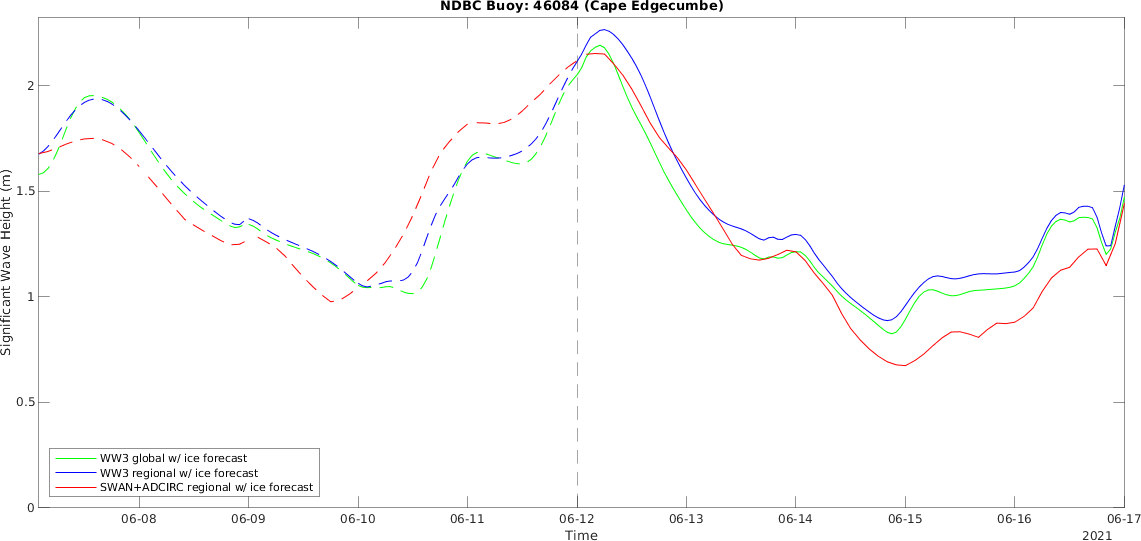 NDBC Buoy: 46084 (Cape Edgecumbe)
Significant Wave Height (m)
2
1.5
1
0.5
0
WW3 global w/ ice forecast
WW3 regional w/ ice forecast
SWAN+ADCIRC regional w/ ice forecast
06-08 06-09 06-10 06-11 06-12 06-13 06-14 06-15 06-16 06-17
Time
2021